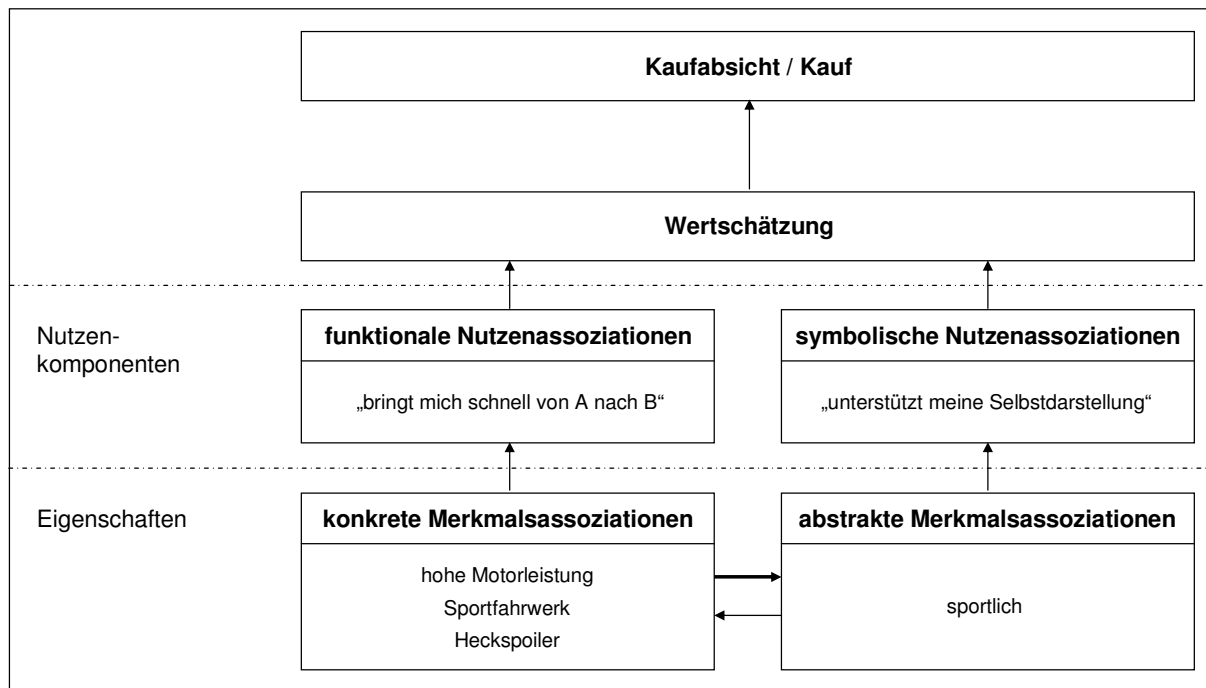 Kaufabsicht / Kauf
Wertschätzung
Nutzen-
komponenten
funktionale Nutzenassoziationen
„bringt mich schnell von A nach B“
symbolische Nutzenassoziationen
„unterstützt meine Selbstdarstellung“
Eigenschaften
konkrete Merkmalsassoziationen
hohe Motorleistung
Sportfahrwerk
Heckspoiler
abstrakte Merkmalsassoziationen
sportlich